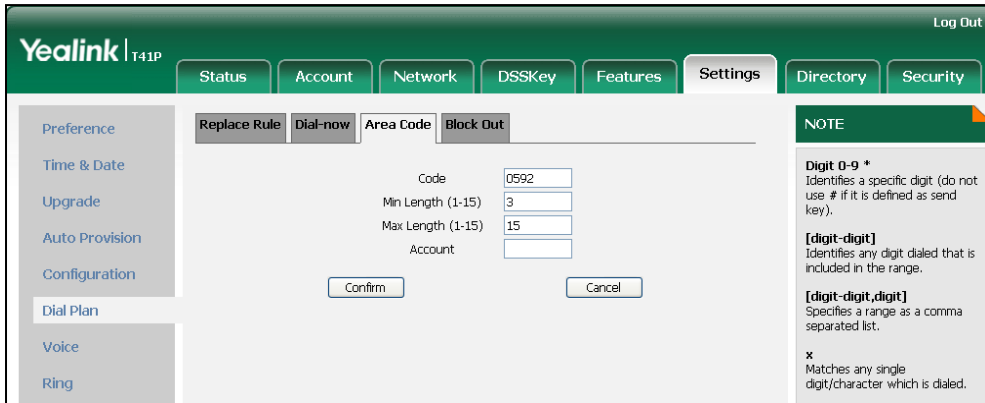 Log Out
Yealink T41P
Status Account Network DSSKey Features Settings Directory Security
Preference
Time & Date
Upgrade
Auto Provision
Configuration
Dial Plan
Voice
Ring
Replace Rule Dial-now Area Code Block Out
Code 0592
Min Length (1-15) 3
Max Length (1-15) 15
Account
Confirm Cancel
NOTE
Digit 0-9 *
Identifies a specific digit (do not
use # if it is defined as send
key).
[digit-digit]
Identifies any digit dialed that is
included in the range.
[digit-digit,digit]
Specifies a range as a comma
separated list.
x
Matches any single
digit/character which is dialed.